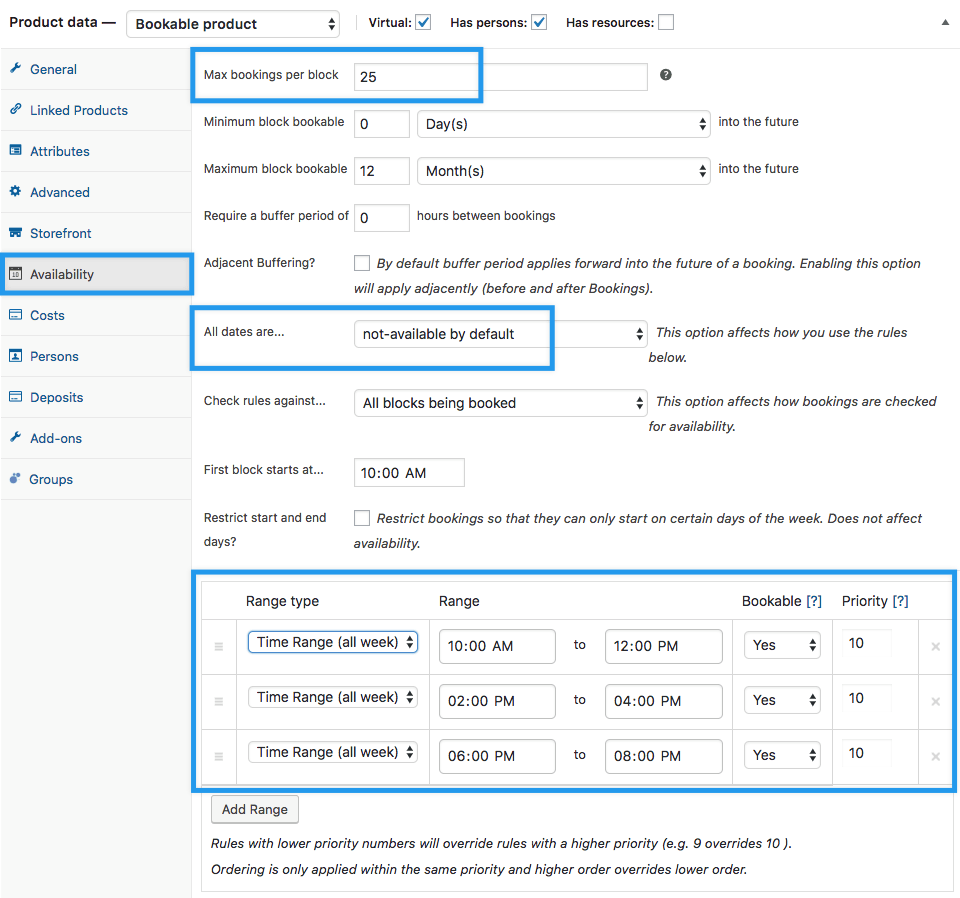 Product data — Bookable product Virtual: Has persons: Has resources:
General
Linked Products
Attributes
Advanced
Storefront
10 Availability
Costs
Persons
Deposits
Add-ons
Groups
Max bookings per block 25 ?
Minimum block bookable 0 Day(s) into the future
Maximum block bookable 12 Month(s) into the future
Require a buffer period of 0 hours between bookings
Adjacent Buffering? By default buffer period applies forward into the future of a booking. Enabling this option
will apply adjacently (before and after Bookings).
All dates are... not-available by default This option affects how you use the rules
below.
Check rules against... All blocks being booked This option affects how bookings are checked
for availability.
First block starts at... 10:00 AM
Restrict start and end Restrict bookings so that they can only start on certain days of the week. Does not affect
days? availability.
Range type Range Bookable [?] Priority [?]
Time Range (all week) 10:00 AM to 12:00 PM Yes 10 ×
Time Range (all week) 02:00 PM to 04:00 PM Yes 10 ×
Time Range (all week) 06:00 PM to 08:00 PM Yes 10 ×
Add Range
Rules with lower priority numbers will override rules with a higher priority (e.g. 9 overrides 10 ).
Ordering is only applied within the same priority and higher order overrides lower order.